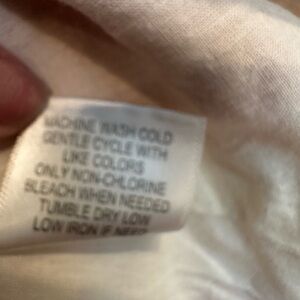 MACHINE WASH COLD
GENTLE CYCLE WITH
LIKE COLORS
ONLY NON-CHLORINE
BLEACH WHEN NEEDED
TUMBLE DRY LOW
LOW IRON IF